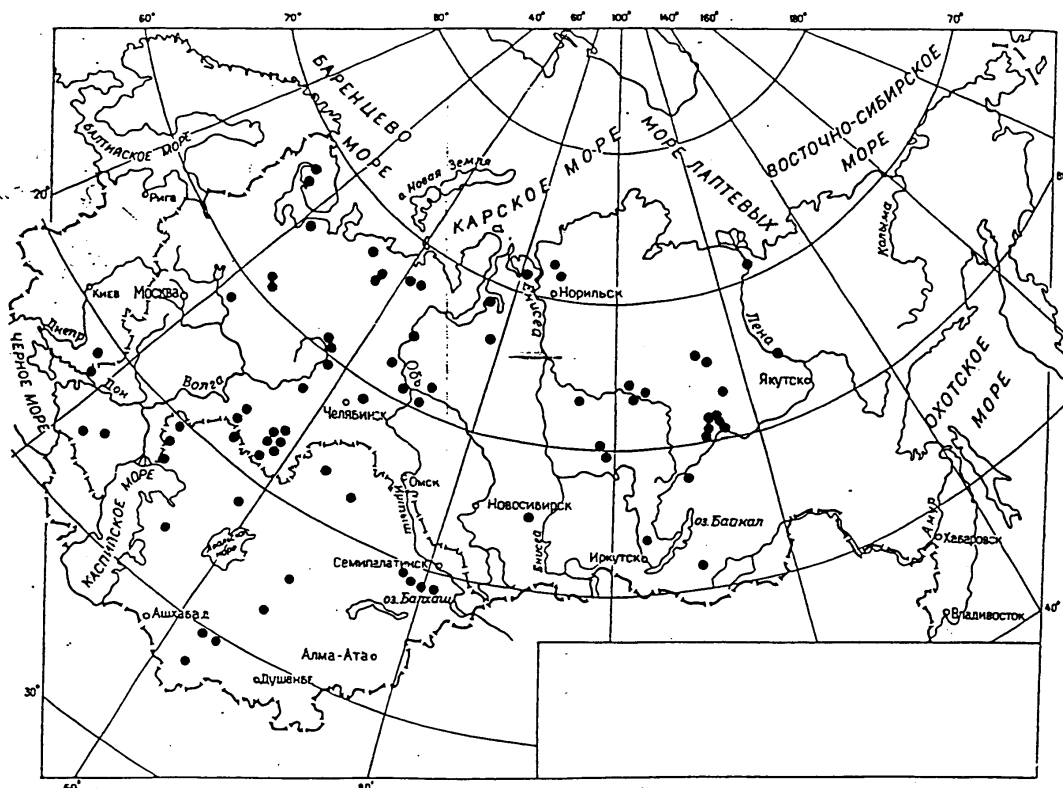 60°
70°
80°
40°
60°
100°
140°
160°
180°
70°
БАРЕНЦЕВО
МОРЕ
БАЛТИЙСКОЕ МОРЕ
Новая Земля
КАРСКОЕ МОРЕ
МОРЕ ЛАПТЕВЫХ
ВОСТОЧНО-СИБИРСКОЕ
МОРЕ
20°
Рига
Колыма
Киев
Москва
Енисей
Норильск
Днепр
Лена
ЧЕРНОЕ МОРЕ
Дон
Волга
Обь
Якутск
ОХОТСКОЕ
МОРЕ
Челябинск
КАСПИЙСКОЕ МОРЕ
Омск
Иртыш
Новосибирск
оз. Байкал
Амур
Хабаровск
Енисей
Иркутск
Семипалатинск
оз. Балхаш
Ашхабад
Владивосток
40°
Алма-Ата
Душанбе
30°